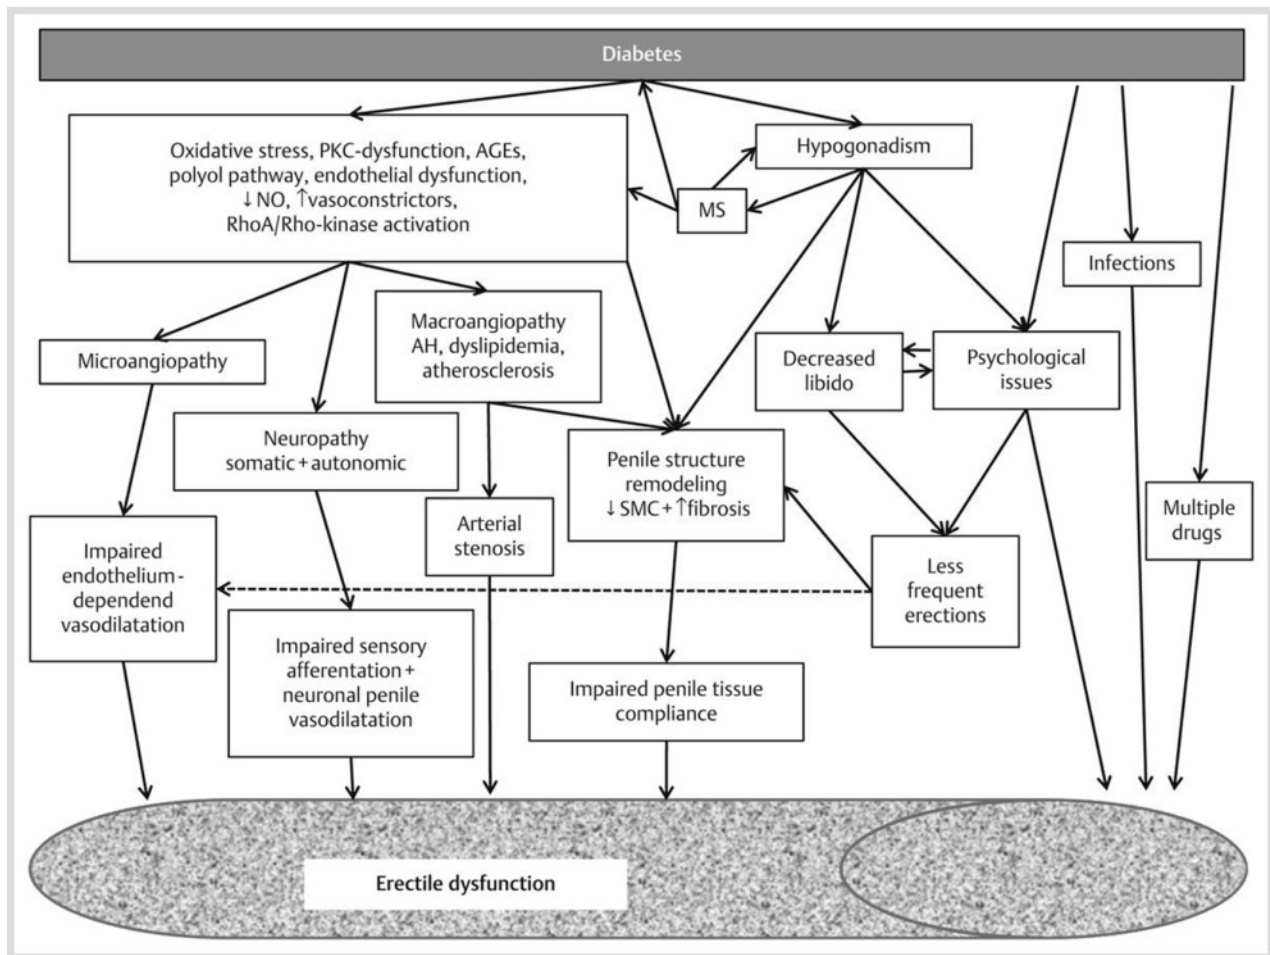 Diabetes
Oxidative stress, PKC-dysfunction, AGEs,
polyol pathway, endothelial dysfunction,
↓NO, ↑vasoconstrictors,
RhoA/Rho-kinase activation
Hypogonadism
MS
Infections
Microangiopathy
Macroangiopathy
AH, dyslipidemia,
atherosclerosis
Decreased
libido
Psychological
issues
Neuropathy
somatic+autonomic
Penile structure
remodeling
↓SMC+↑fibrosis
Arterial
stenosis
Multiple
drugs
Impaired
endothelium-
dependend
vasodilatation
Less
frequent
erections
Impaired sensory
afferentation+
neuronal penile
vasodilatation
Impaired penile tissue
compliance
Erectile dysfunction